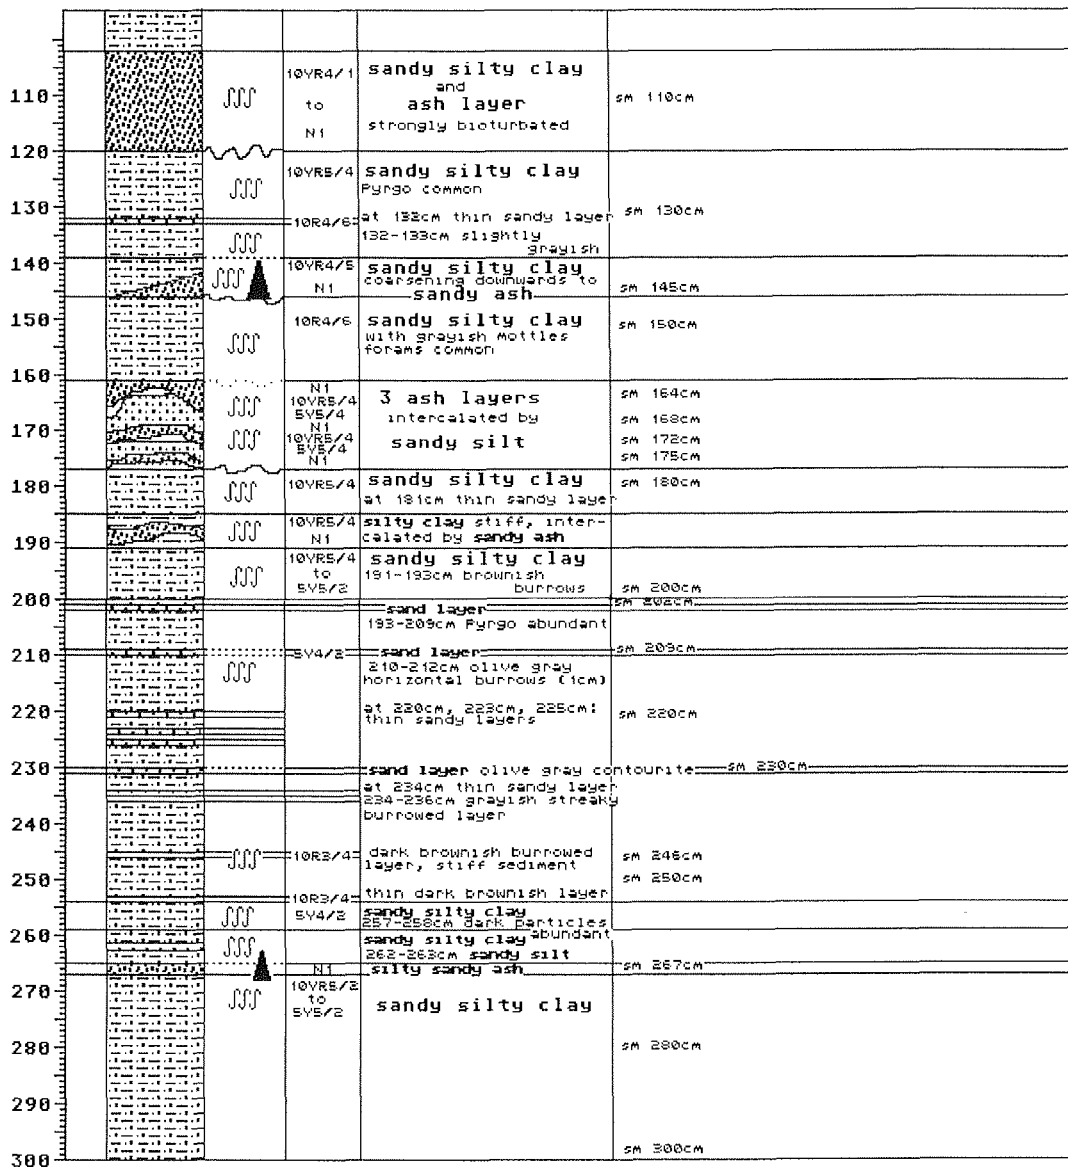 10YR4/1 sandy silty clay
and
110 to ash layer sm 110cm
N1 strongly bioturbated
120
10YR5/4 sandy silty clay
Pyrgo common
130 sm 130cm
10R4/6 at 132cm thin sandy layer
132-133cm slightly
grayish
140 10YR4/5 sandy silty clay
N1 coarsening downwards to sm 145cm
sandy ash
150 10R4/6 sandy silty clay sm 150cm
with grayish mottles
forams common
160
N1 3 ash layers sm 164cm
10YR5/4
5Y5/4 intercalated by sm 168cm
170 N1
10YR5/4 sandy silt sm 172cm
5Y5/4
N1 sm 175cm
180 10YR5/4 sandy silty clay sm 180cm
at 181cm thin sandy layer
10YR5/4 silty clay stiff, inter-
190 N1 calated by sandy ash
10YR5/4 sandy silty clay
to 191-193cm brownish
5Y5/2 burrows sm 200cm
200 sm 202cm
sand layer
193-209cm Pyrgo abundant
210 5Y4/2 sand layer sm 209cm
210-212cm olive gray
horizontal burrows (1cm)
220 at 220cm, 223cm, 225cm: sm 220cm
thin sandy layers
230 sand layer olive gray contourite sm 230cm
at 234cm thin sandy layer
234-236cm grayish streaky
240 burrowed layer
10R3/4 dark brownish burrowed sm 246cm
layer, stiff sediment
250 sm 250cm
10R3/4 thin dark brownish layer
5Y4/2 sandy silty clay
257-258cm dark particles
260 sandy silty clay abundant
262-263cm sandy silt
N1 silty sandy ash sm 267cm
270 10YR5/2
to sandy silty clay
5Y5/2
280 sm 280cm
290
300 sm 300cm